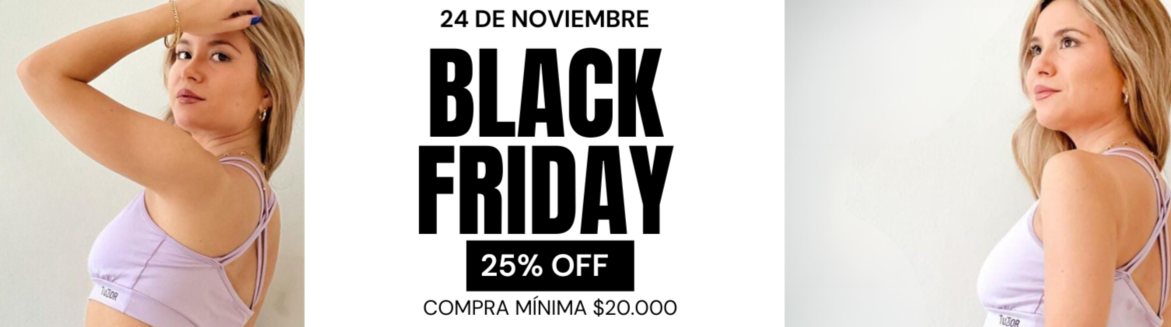 24 DE NOVIEMBRE
BLACK
FRIDAY
25% OFF
COMPRA MÍNIMA $20.000